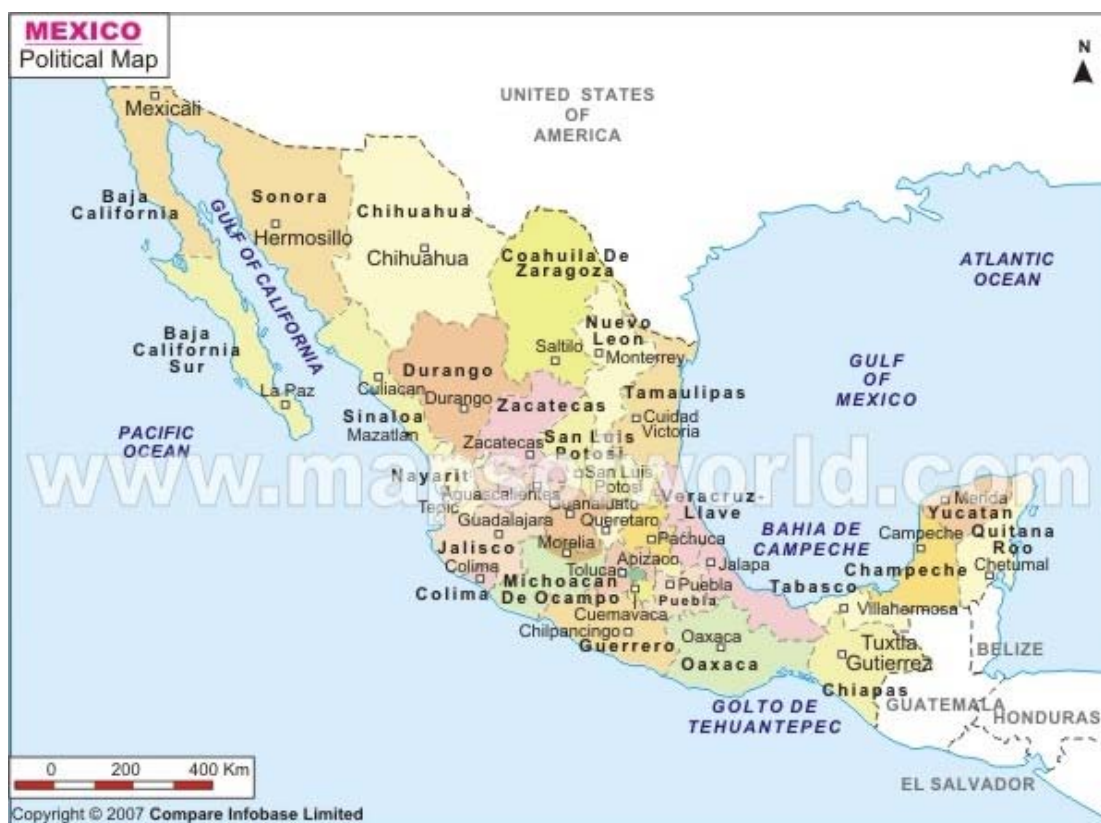 MEXICO
Political Map
N
UNITED STATES
OF
AMERICA
Mexicali
Baja
California
Sonora
Hermosillo
GULF OF CALIFORNIA
Chihuahua
Chihuahua
Coahuila De
Zaragoza
ATLANTIC
OCEAN
Baja
California
Sur
La Paz
Nuevo
Leon
Monterrey
Saltilo
Durango
Durango
Culiacan
Sinaloa
Mazatlan
Zacatecas
Zacatecas
Tamaulipas
Cuidad
Victoria
GULF
OF
MEXICO
PACIFIC
OCEAN
San Luis
Potosi
San Luis
Potosi
www.mapsofworld.com
Nayarit
Tepic
Aguascalientes
Guanajuato
Guadalajara
Queretaro
Veracruz-
Llave
Jalisco
Morelia
Pachuca
Apizaco
Toluca
Jalapa
Colima
Colima
Michoacan
De Ocampo
Puebla
Puebla
Cuernavaca
Chilpancingo
Guerrero
Oaxaca
Oaxaca
BAHIA DE
CAMPECHE
Merida
Yucatan
Campeche
Quitana
Roo
Champeche
Chetumal
Tabasco
Villahermosa
Tuxtla
Gutierrez
Chiapas
BELIZE
GUATEMALA
HONDURAS
GOLTO DE
TEHUANTEPEC
EL SALVADOR
0 200 400 Km
Copyright © 2007 Compare Infobase Limited